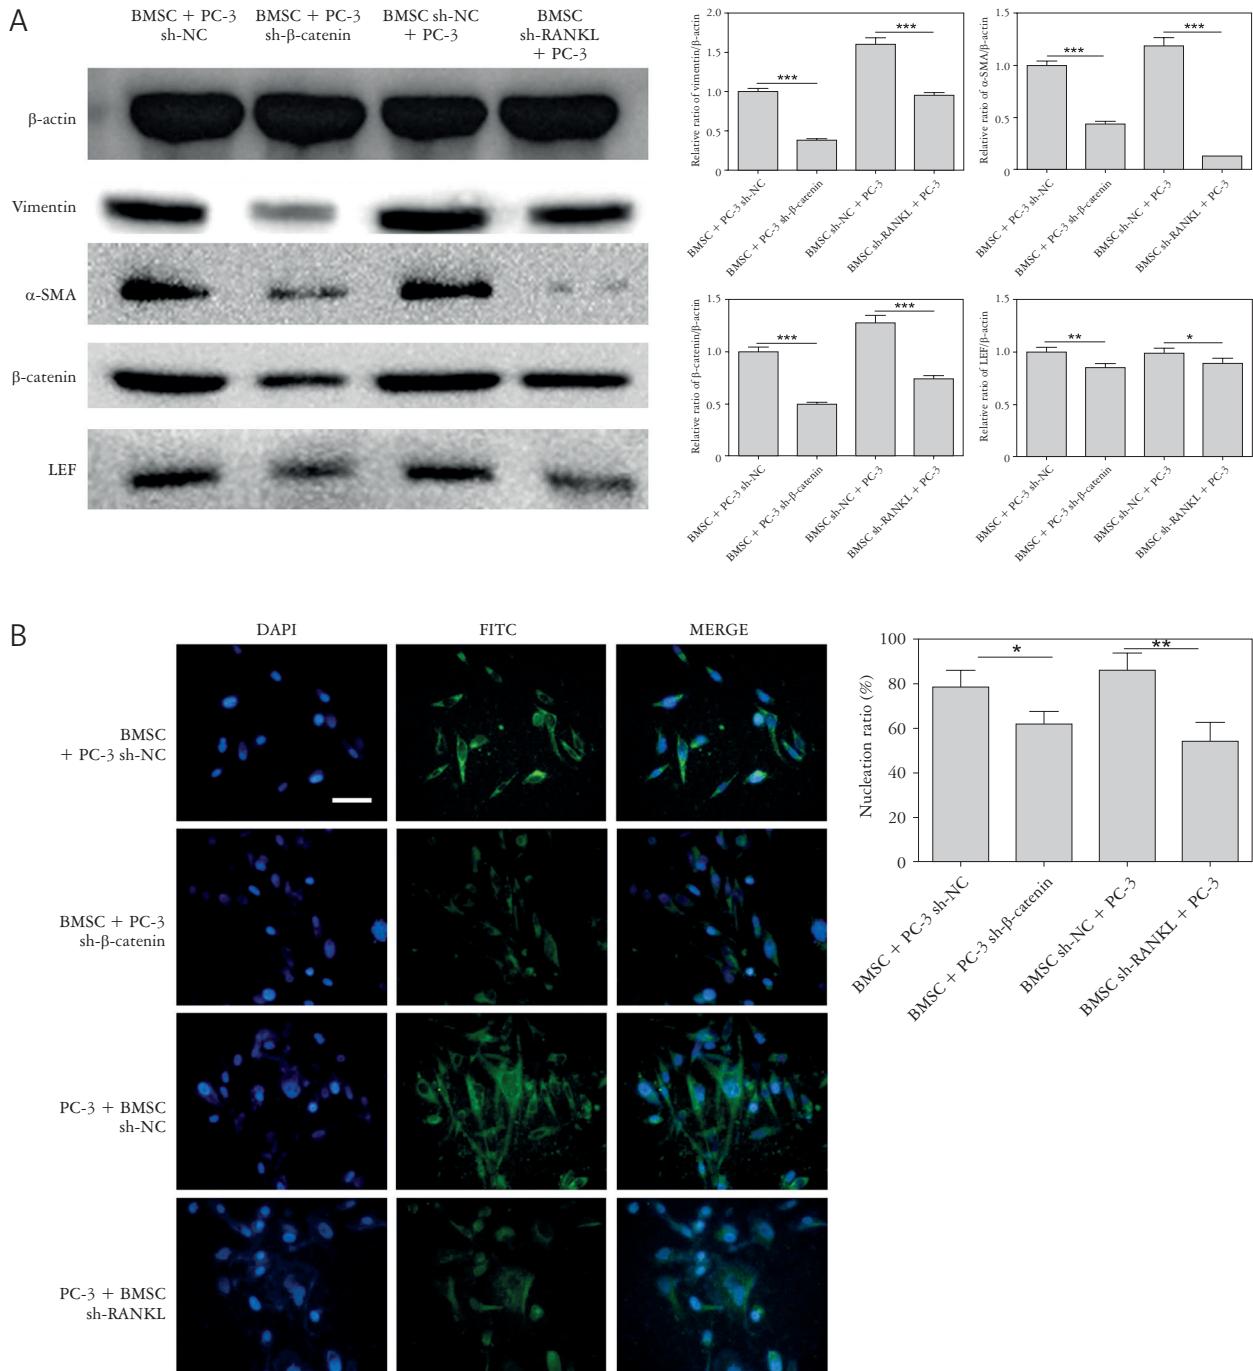 A
BMSC + PC-3
sh-NC
BMSC + PC-3
sh-β-catenin
BMSC sh-NC
+ PC-3
BMSC
sh-RANKL
+ PC-3
β-actin
Vimentin
α-SMA
β-catenin
LEF
Relative ratio of vimentin/β-actin
2.0
1.5
1.0
0.5
0
***
***
BMSC + PC-3 sh-NC
BMSC + PC-3 sh-β-catenin
BMSC sh-NC + PC-3
BMSC sh-RANKL + PC-3
Relative ratio of α-SMA/β-actin
1.5
1.0
0.5
0
***
***
BMSC + PC-3 sh-NC
BMSC + PC-3 sh-β-catenin
BMSC sh-NC + PC-3
BMSC sh-RANKL + PC-3
Relative ratio of β-catenin/β-actin
1.5
1.0
0.5
0
***
***
BMSC + PC-3 sh-NC
BMSC + PC-3 sh-β-catenin
BMSC sh-NC + PC-3
BMSC sh-RANKL + PC-3
Relative ratio of LEF/β-actin
1.5
1.0
0.5
0
**
*
BMSC + PC-3 sh-NC
BMSC + PC-3 sh-β-catenin
BMSC sh-NC + PC-3
BMSC sh-RANKL + PC-3
B
DAPI
FITC
MERGE
BMSC
+ PC-3 sh-NC
BMSC + PC-3
sh-β-catenin
PC-3 + BMSC
sh-NC
PC-3 + BMSC
sh-RANKL
Nucleation ratio (%)
100
80
60
40
20
0
*
**
BMSC + PC-3 sh-NC
BMSC + PC-3 sh-β-catenin
BMSC sh-NC + PC-3
BMSC sh-RANKL + PC-3